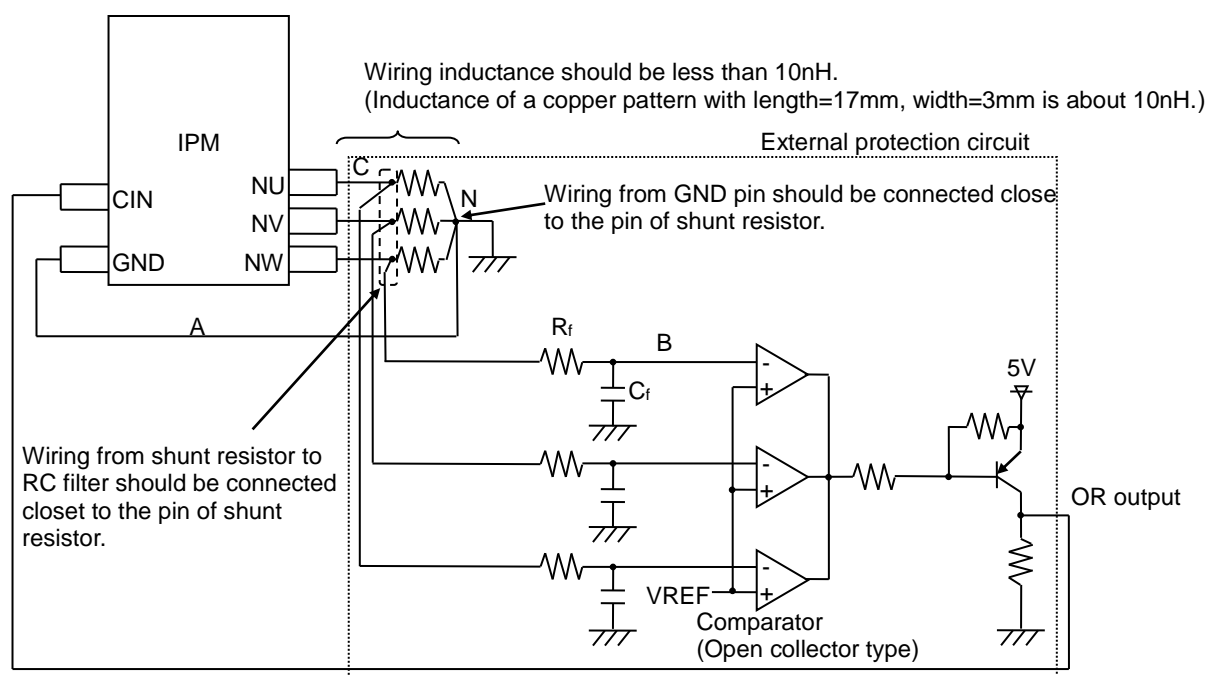 Wiring inductance should be less than 10nH.
(Inductance of a copper pattern with length=17mm, width=3mm is about 10nH.)
IPM
External protection circuit
C
NU
CIN
N
Wiring from GND pin should be connected close
to the pin of shunt resistor.
NV
GND
NW
A
Rf
B
5V
Cf
-
+
Wiring from shunt resistor to
RC filter should be connected
closet to the pin of shunt
resistor.
-
+
OR output
-
+
VREF
Comparator
(Open collector type)